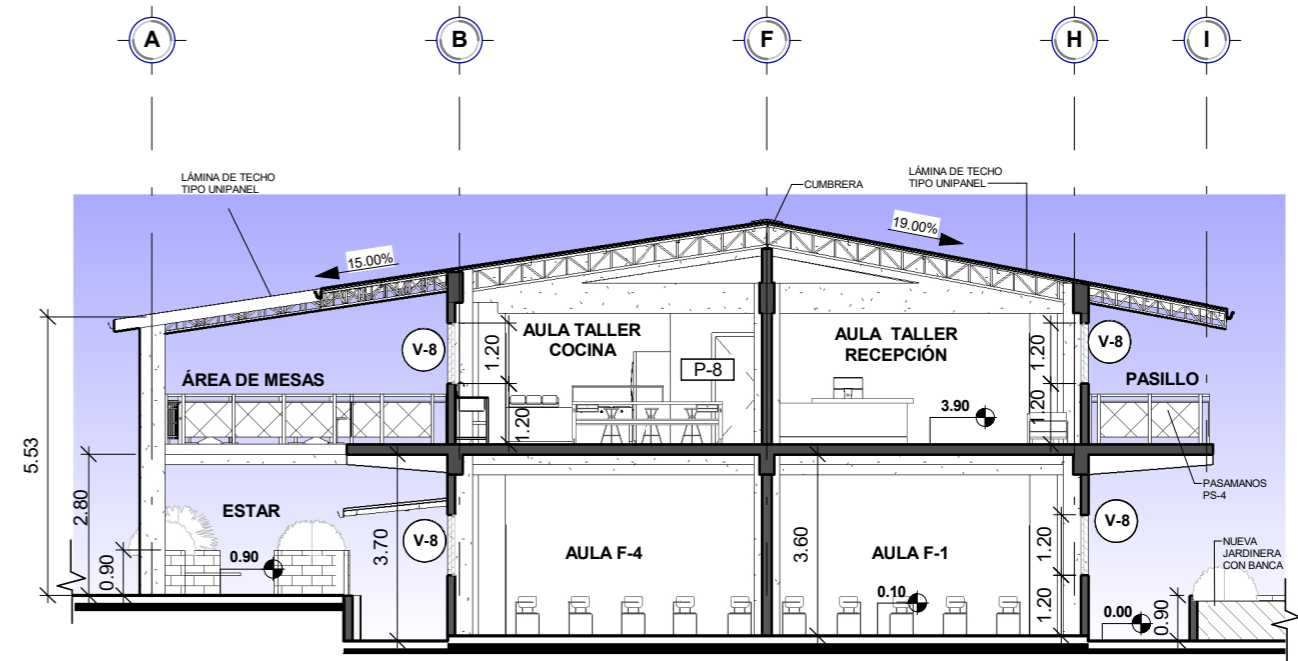 A
B
F
H
I
LÁMINA DE TECHO
TIPO UNIPANEL
CUMBRERA
LÁMINA DE TECHO
TIPO UNIPANEL
15.00%
19.00%
V-8
1.20
AULA TALLER
COCINA
P-8
AULA TALLER
RECEPCIÓN
1.20
V-8
ÁREA DE MESAS
PASILLO
1.20
3.90
1.20
5.53
2.80
PASAMANOS
PS-4
ESTAR
0.90
0.90
3.70
V-8
AULA F-4
3.60
AULA F-1
0.10
1.20
1.20
V-8
NUEVA
JARDINERA
CON BANCA
0.00
0.90